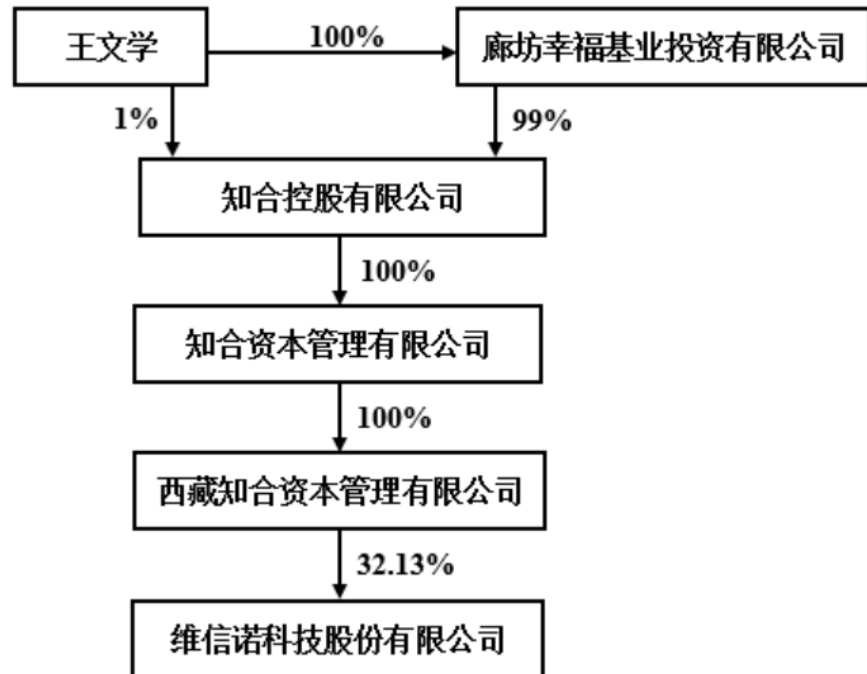 王文学
100%
廊坊幸福基业投资有限公司
1%
99%
知合控股有限公司
100%
知合资本管理有限公司
100%
西藏知合资本管理有限公司
32.13%
维信诺科技股份有限公司